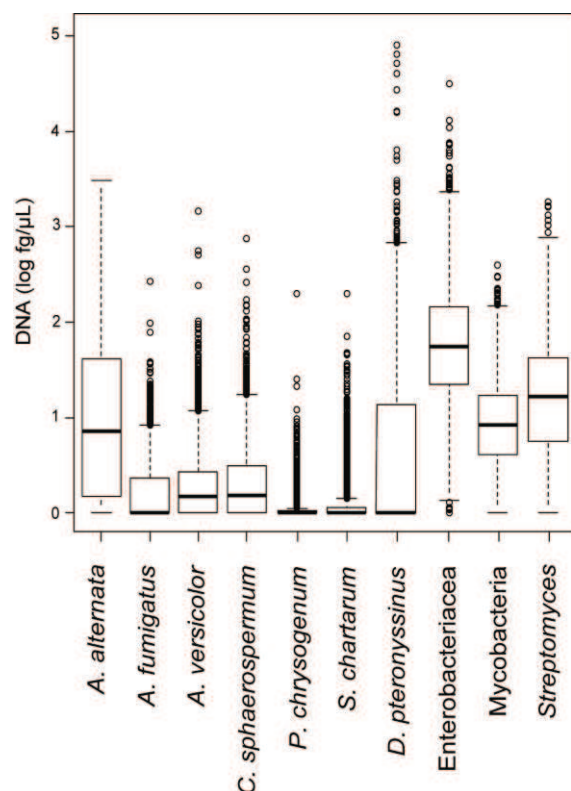 5
4
3
2
1
0
DNA (log fg/µL)
A. alternata
A. fumigatus
A. versicolor
C. sphaerospermum
P. chrysogenum
S. chartarum
D. pteronyssinus
Enterobacteriacea
Mycobacteria
Streptomyces